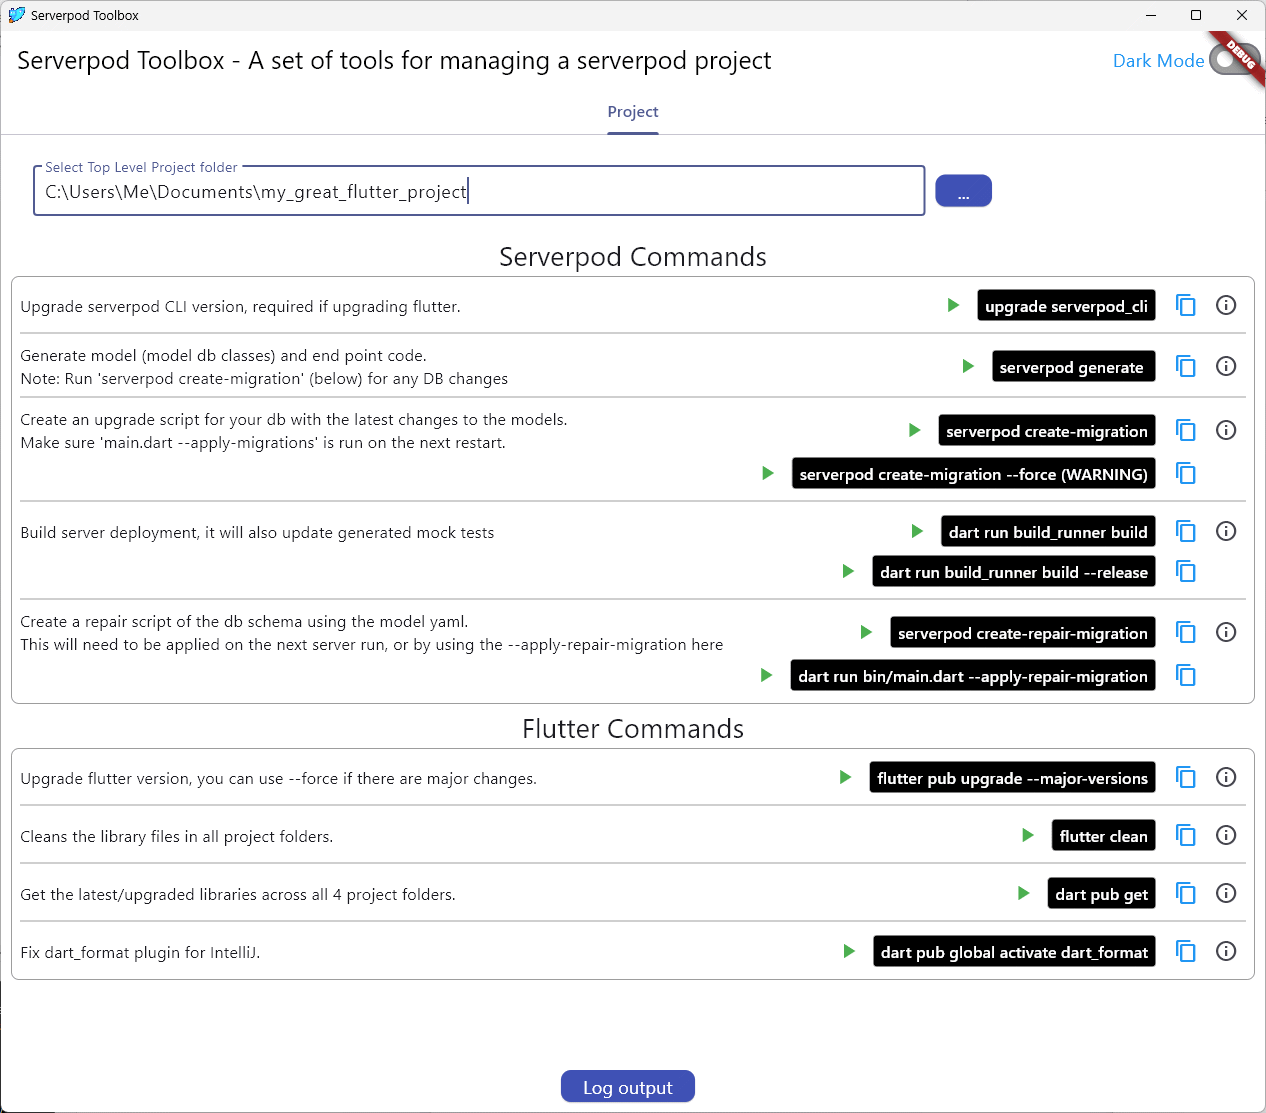 Serverpod Toolbox
Serverpod Toolbox - A set of tools for managing a serverpod project
Dark Mode
DEBUG
Project
Select Top Level Project folder
C:\Users\Me\Documents\my_great_flutter_project
...
Serverpod Commands
Upgrade serverpod CLI version, required if upgrading flutter.
upgrade serverpod_cli
Generate model (model db classes) and end point code.
Note: Run 'serverpod create-migration' (below) for any DB changes
serverpod generate
Create an upgrade script for your db with the latest changes to the models.
Make sure 'main.dart --apply-migrations' is run on the next restart.
serverpod create-migration
serverpod create-migration --force (WARNING)
Build server deployment, it will also update generated mock tests
dart run build_runner build
dart run build_runner build --release
Create a repair script of the db schema using the model yaml.
This will need to be applied on the next server run, or by using the --apply-repair-migration here
serverpod create-repair-migration
dart run bin/main.dart --apply-repair-migration
Flutter Commands
Upgrade flutter version, you can use --force if there are major changes.
flutter pub upgrade --major-versions
Cleans the library files in all project folders.
flutter clean
Get the latest/upgraded libraries across all 4 project folders.
dart pub get
Fix dart_format plugin for IntelliJ.
dart pub global activate dart_format
Log output